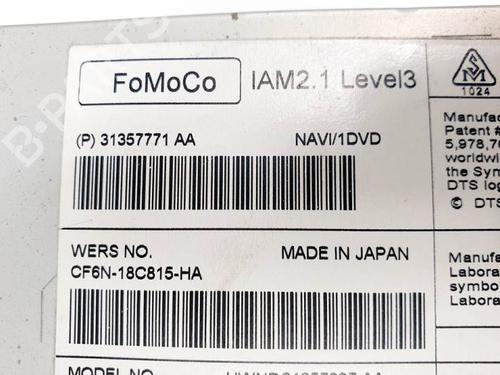 FoMoCo IAM2.1 Level3
(P) 31357771 AA NAVI/1DVD
WERS NO. MADE IN JAPAN
CF6N-18C815-HA
MODEL NO.
1024
Manufac
Patent #
5,978,76
worldwi
the Sym
DTS log
© DTS
Manufa
Labora
symbo
Labora
B-PARTS